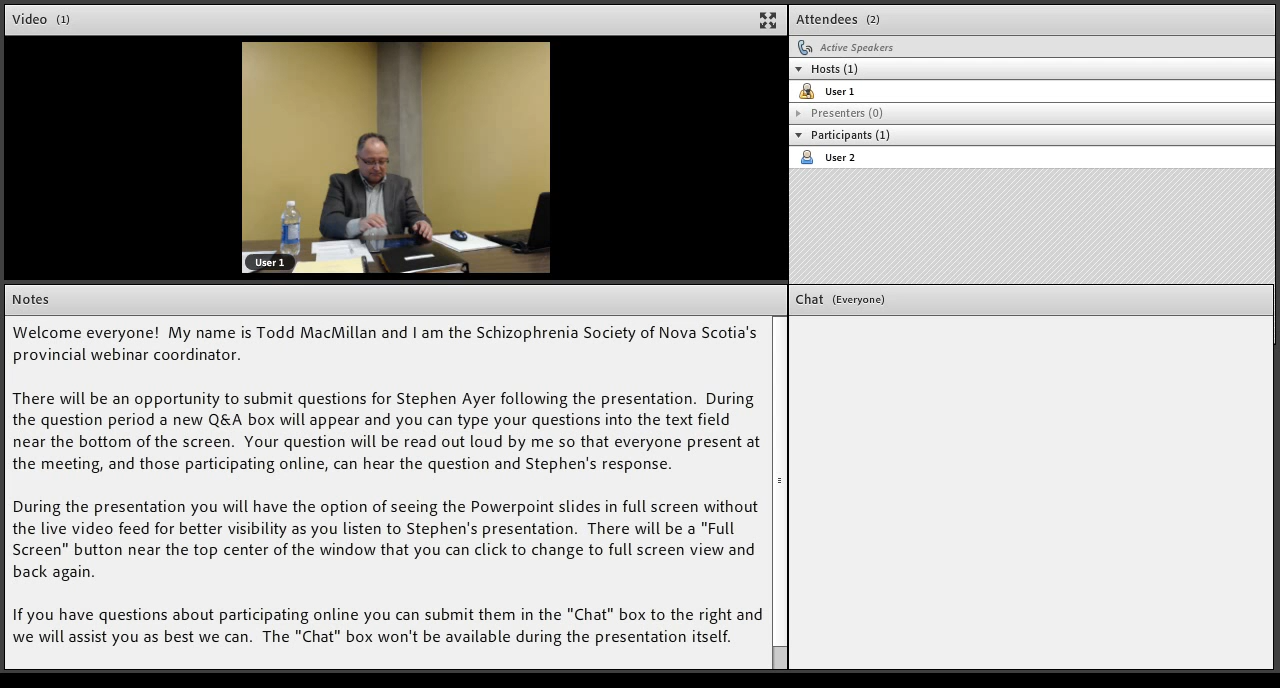 Video (1)
User 1
Attendees (2)
Active Speakers
Hosts (1)
User 1
Presenters (0)
Participants (1)
User 2
Notes
Welcome everyone!  My name is Todd MacMillan and I am the Schizophrenia Society of Nova Scotia's
provincial webinar coordinator.
There will be an opportunity to submit questions for Stephen Ayer following the presentation.  During
the question period a new Q&A box will appear and you can type your questions into the text field
near the bottom of the screen.  Your question will be read out loud by me so that everyone present at
the meeting, and those participating online, can hear the question and Stephen's response.
During the presentation you will have the option of seeing the Powerpoint slides in full screen without
the live video feed for better visibility as you listen to Stephen's presentation.  There will be a "Full
Screen" button near the top center of the window that you can click to change to full screen view and
back again.
If you have questions about participating online you can submit them in the "Chat" box to the right and
we will assist you as best we can.  The "Chat" box won't be available during the presentation itself.
Chat (Everyone)